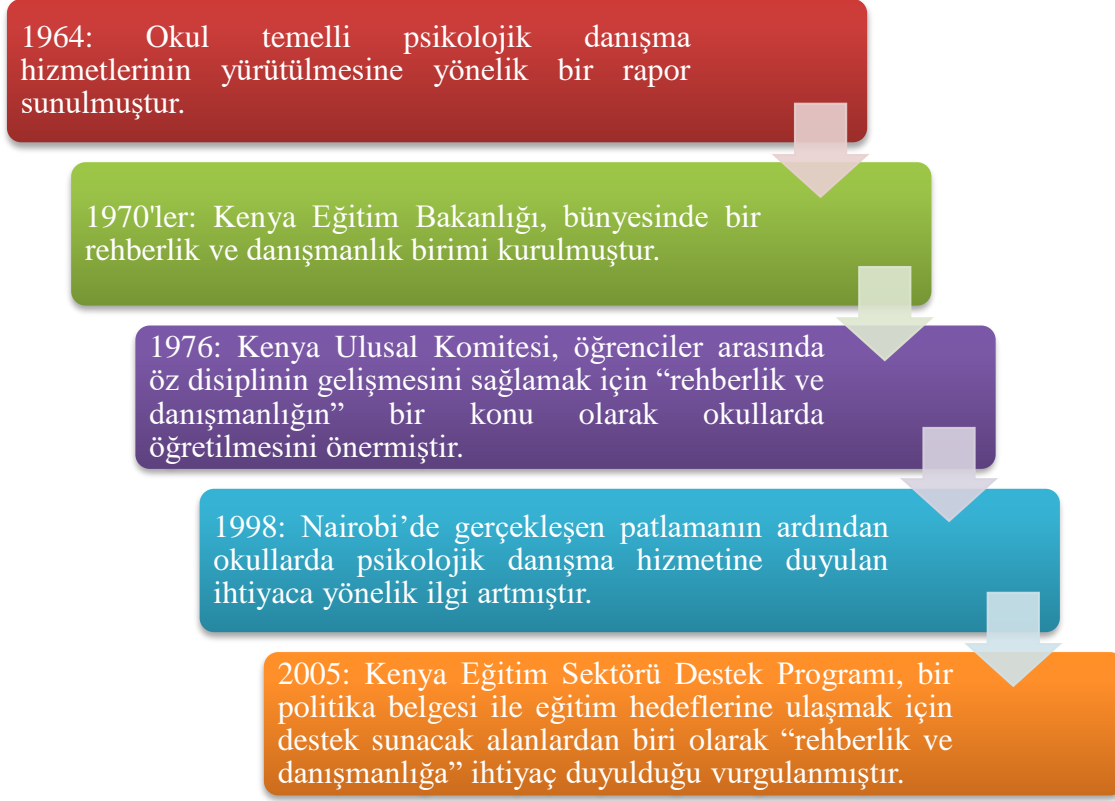 1964: Okul temelli psikolojik danışma
hizmetlerinin yürütülmesine yönelik bir rapor
sunulmuştur.
1970'ler: Kenya Eğitim Bakanlığı, bünyesinde bir
rehberlik ve danışmanlık birimi kurulmuştur.
1976: Kenya Ulusal Komitesi, öğrenciler arasında
öz disiplinin gelişmesini sağlamak için “rehberlik ve
danışmanlığın” bir konu olarak okullarda
öğretilmesini önermiştir.
1998: Nairobi’de gerçekleşen patlamanın ardından
okullarda psikolojik danışma hizmetine duyulan
ihtiyaca yönelik ilgi artmıştır.
2005: Kenya Eğitim Sektörü Destek Programı, bir
politika belgesi ile eğitim hedeflerine ulaşmak için
destek sunacak alanlardan biri olarak “rehberlik ve
danışmanlığa” ihtiyaç duyulduğu vurgulanmıştır.